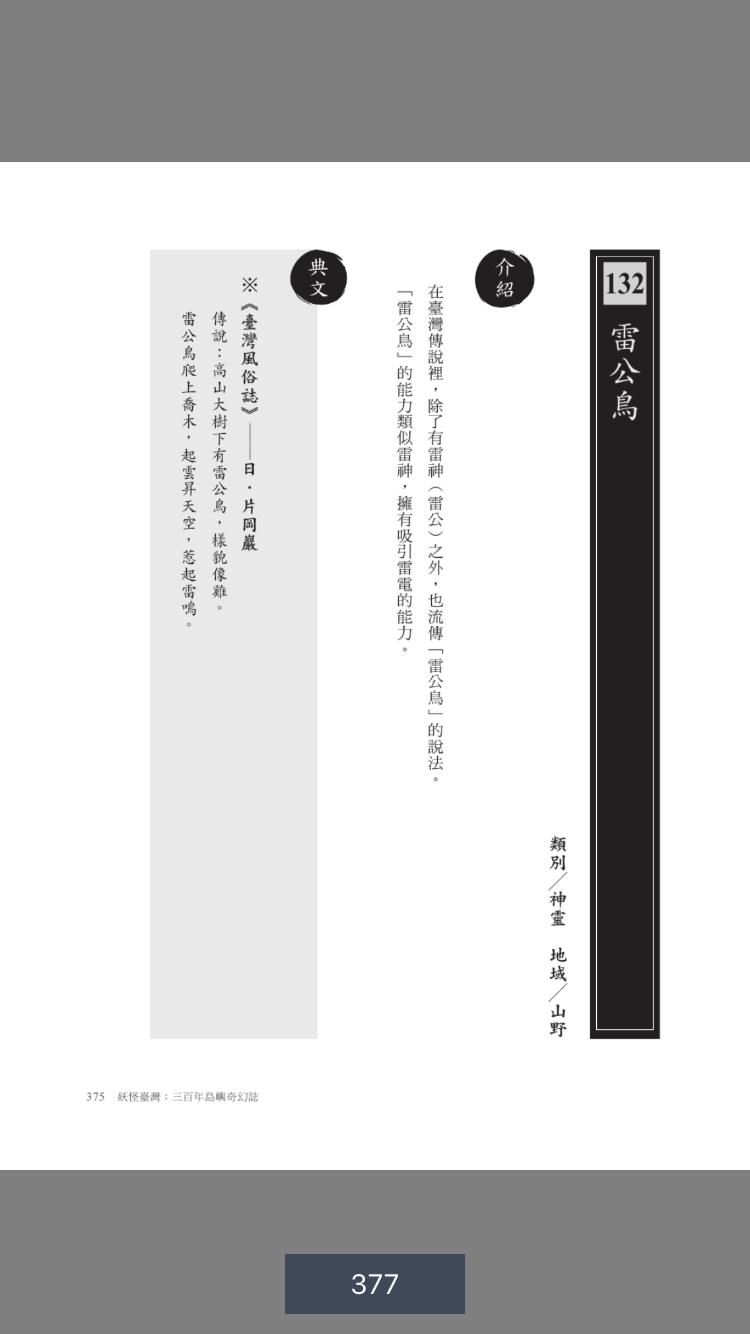 132 雷公鳥
類別／神靈　地域／山野
介紹
在臺灣傳說裡，除了有雷神（雷公）之外，也流傳「雷公鳥」的說法。
「雷公鳥」的能力類似雷神，擁有吸引雷電的能力。
典文
※《臺灣風俗誌》——日．片岡巖
傳說：高山大樹下有雷公鳥，樣貌像雞。
雷公鳥爬上喬木，起雲昇天空，惹起雷鳴。
375　妖怪臺灣：三百年島嶼奇幻誌
377